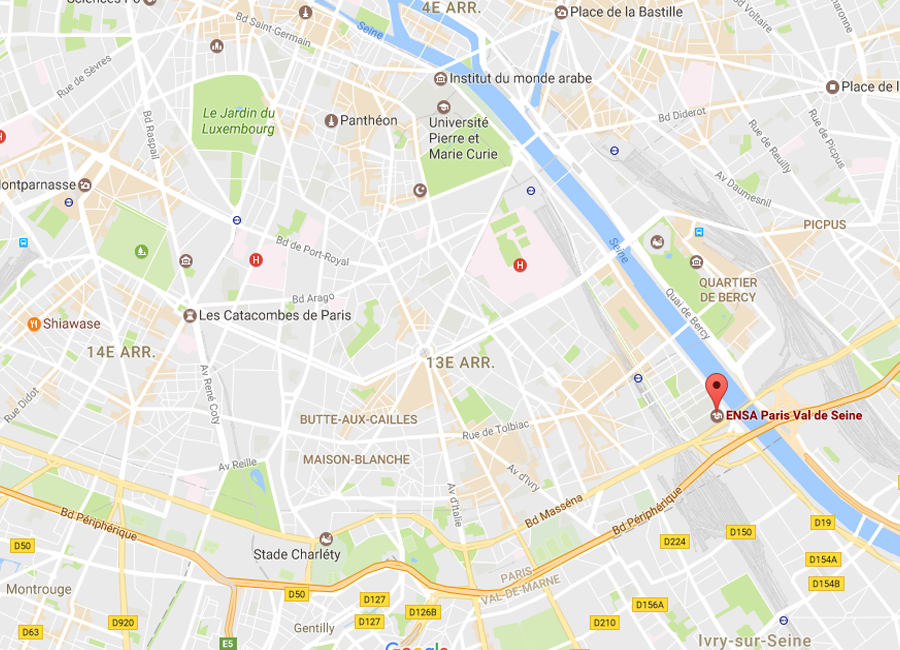 Sciences Po
4E ARR.
Place de la Bastille
Bd Saint-Germain
Seine
Bd Voltaire
Rue de Sèvres
Institut du monde arabe
Place de l
Le Jardin du
Luxembourg
Bd Raspail
Panthéon
Université
Pierre et
Marie Curie
Bd Diderot
Rue de Reuilly
Rue de Picpus
H
ontparnasse
Av Daumesnil
PICPUS
Bd de Port-Royal
H
H
Seine
QUARTIER
DE BERCY
Bd Arago
Quai de Bercy
Les Catacombes de Paris
Shiawase
14E ARR.
13E ARR.
Rue Didot
Av René Coty
ENSA Paris Val de Seine
BUTTE-AUX-CAILLES
Rue de Tolbiac
MAISON-BLANCHE
Av Reille
Av d'Ivry
Av d'Italie
Bd Masséna
Bd Périphérique
Bd Périphérique
D19
D150
D224
D50
Stade Charléty
D154A
PARIS
VAL-DE-MARNE
D154B
Montrouge
D50
D127
D156A
D126B
D920
D127
D210
D63
Gentilly
E5
Ivry-sur-Seine
Google